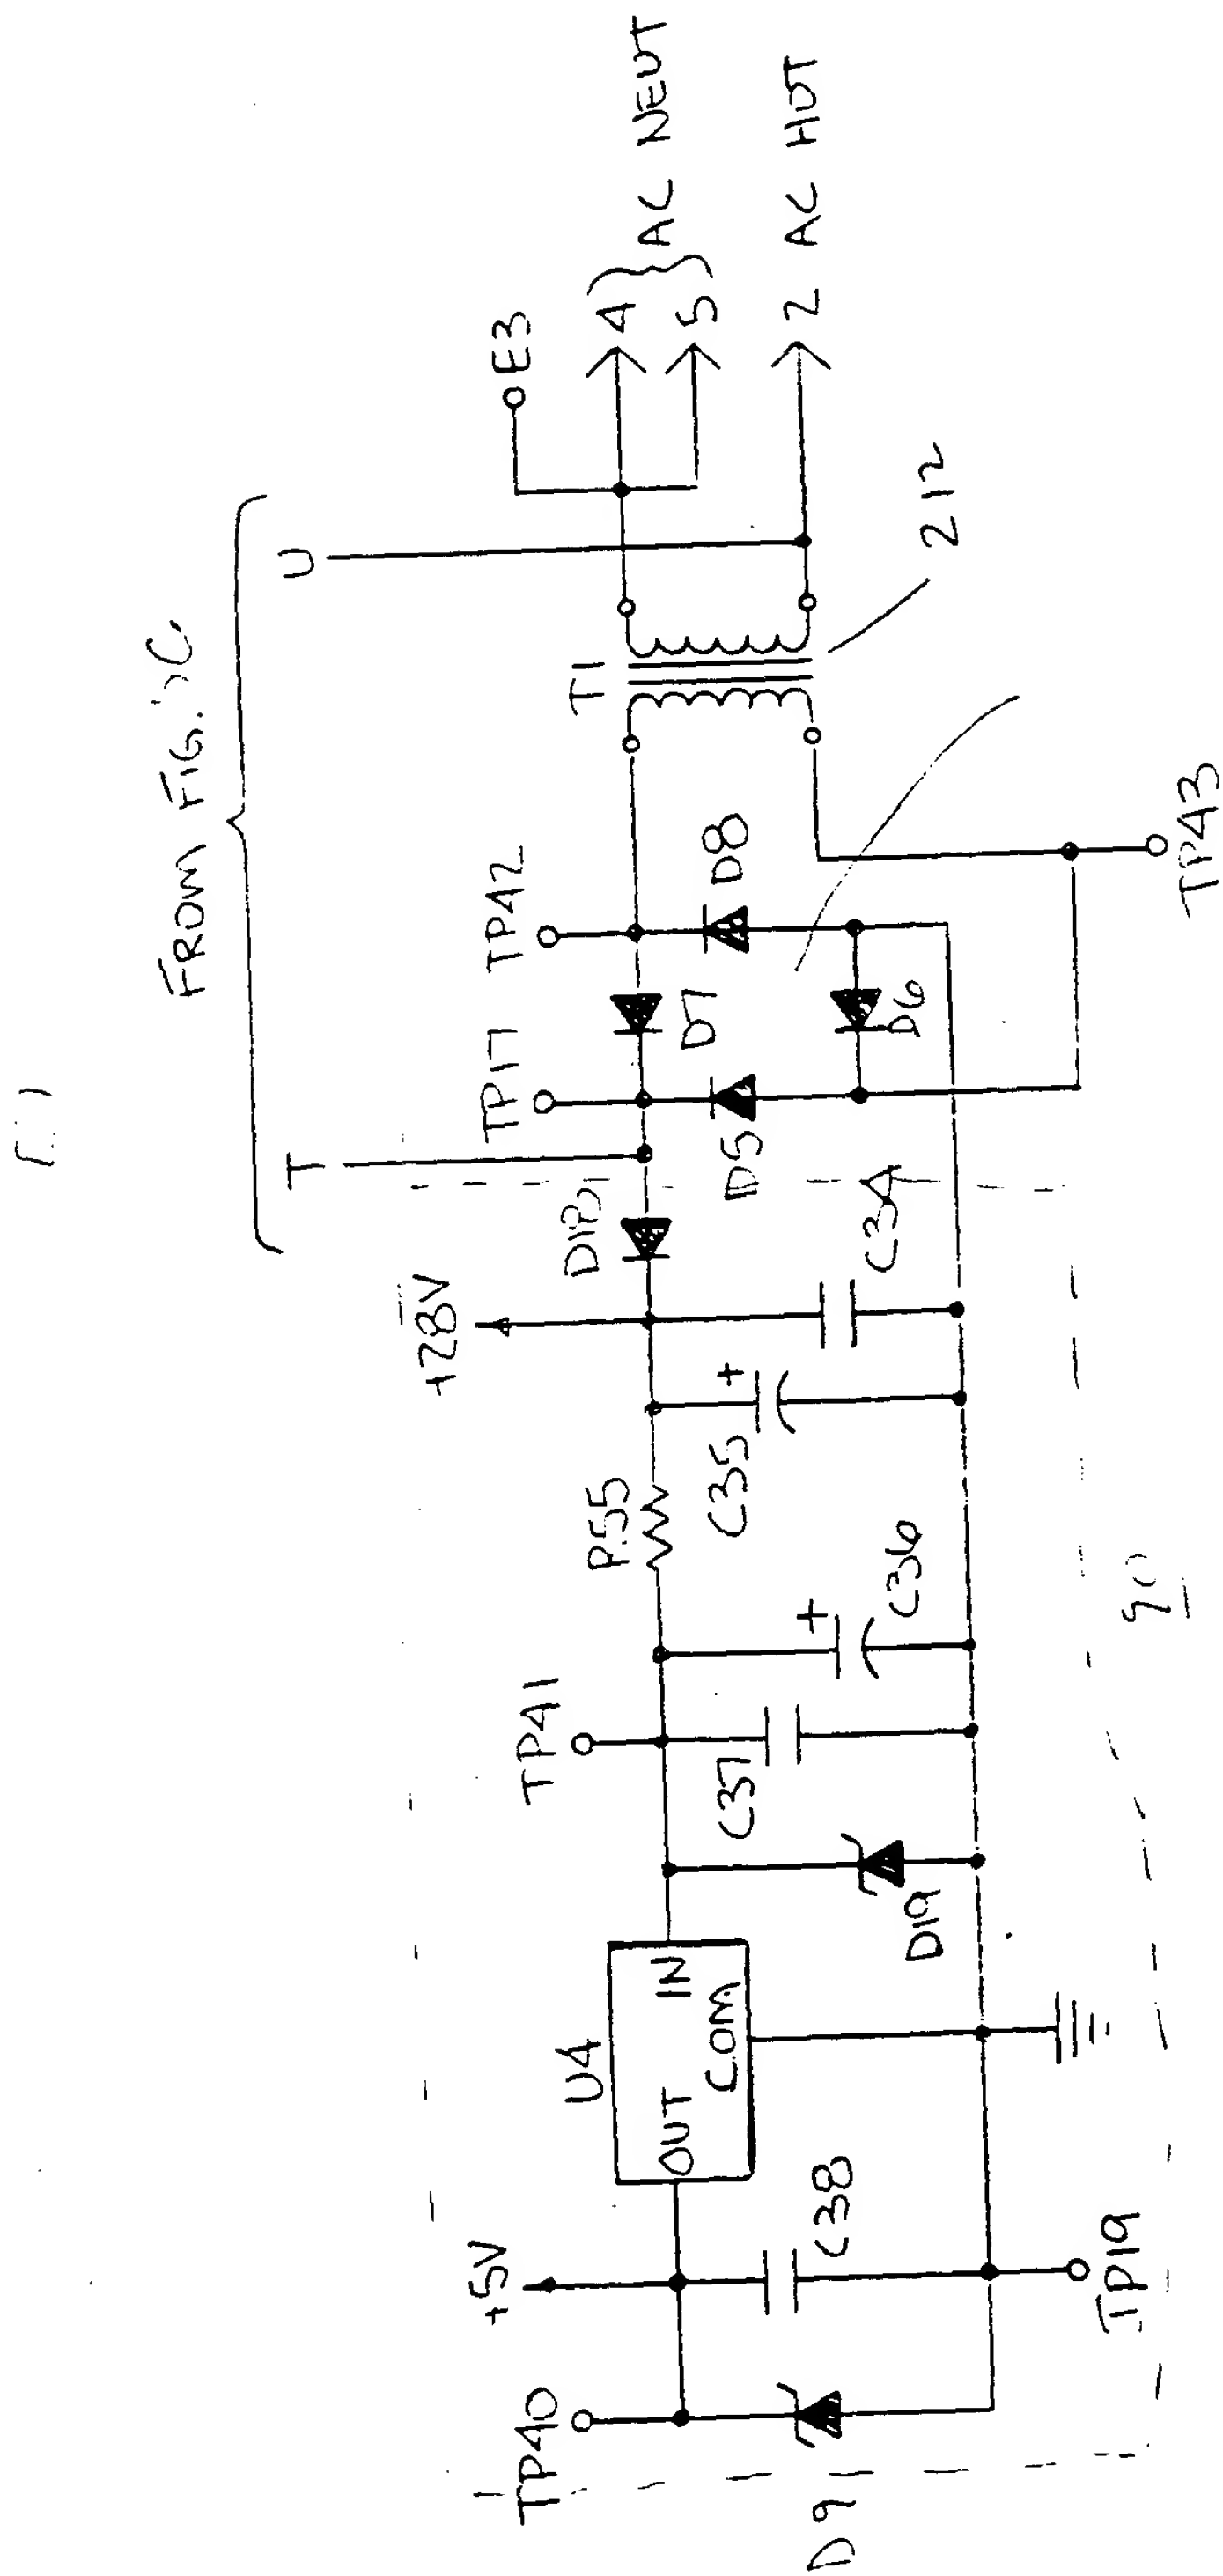 FROM FIG.
T
U
TP40
+5V
U4
OUT
IN
COM
C38
D9
TP19
D19
TP41
C37
C36
R55
C35
+28V
C34
D18
TP17
TP42
D7
D5
D8
D6
TP43
T1
212
E3
4
5
AC NEUT
2 AC HOT
90